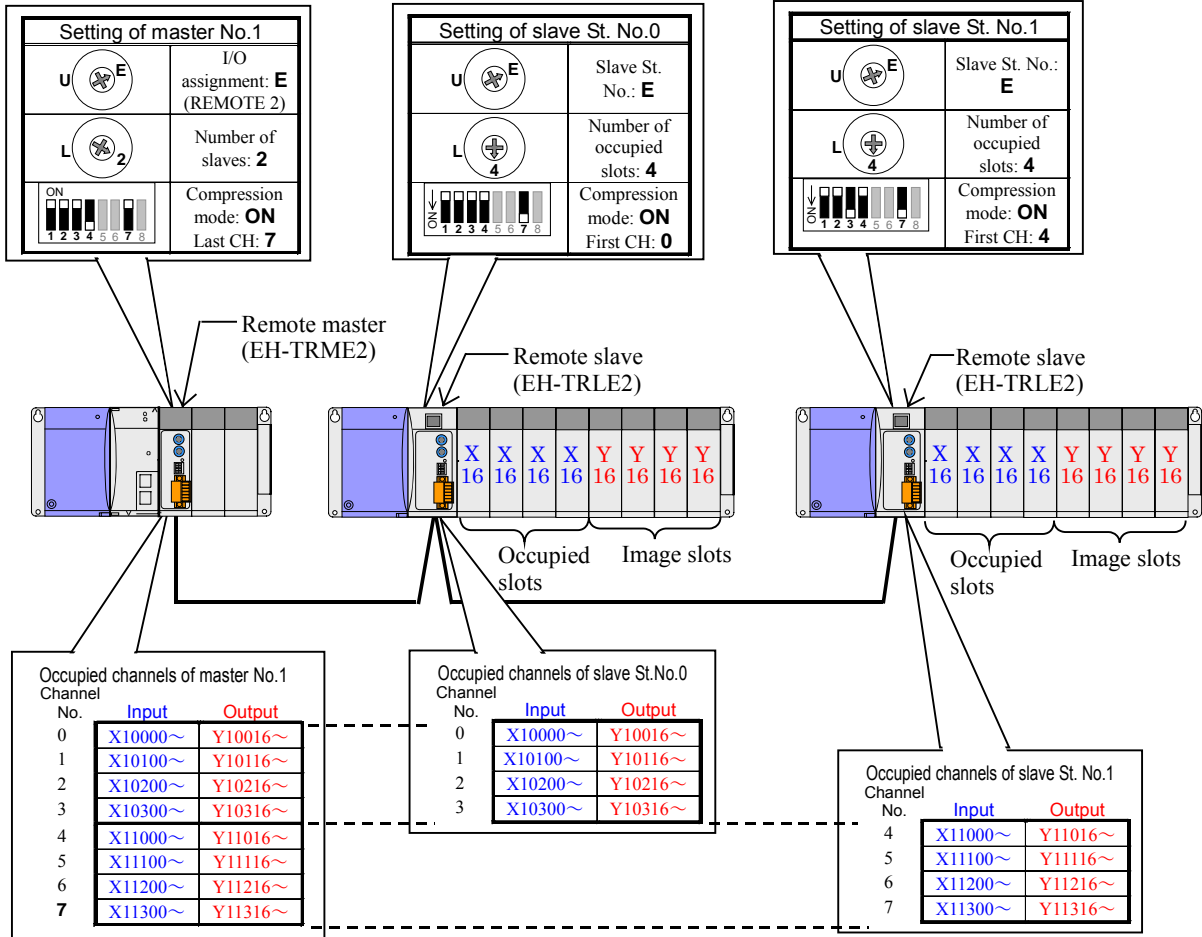 Setting of master No.1
U
E
I/O
assignment: E
(REMOTE 2)
L
2
Number of
slaves: 2
ON
1 2 3 4 5 6 7 8
Compression
mode: ON
Last CH: 7
Setting of slave St. No.0
U
E
Slave St.
No.: E
L
4
Number of
occupied
slots: 4
ON
1 2 3 4 5 6 7 8
Compression
mode: ON
First CH: 0
Setting of slave St. No.1
U
E
Slave St. No.:
E
L
4
Number of
occupied
slots: 4
ON
1 2 3 4 5 6 7 8
Compression
mode: ON
First CH: 4
Remote master
(EH-TRME2)
Remote slave
(EH-TRLE2)
Remote slave
(EH-TRLE2)
X X X X Y Y Y Y
16 16 16 16 16 16 16 16
X X X X Y Y Y Y
16 16 16 16 16 16 16 16
Occupied
slots
Image slots
Occupied
slots
Image slots
Occupied channels of master No.1
Channel
No. Input Output
0 X10000～ Y10016～
1 X10100～ Y10116～
2 X10200～ Y10216～
3 X10300～ Y10316～
4 X11000～ Y11016～
5 X11100～ Y11116～
6 X11200～ Y11216～
7 X11300～ Y11316～
Occupied channels of slave St.No.0
Channel
No. Input Output
0 X10000～ Y10016～
1 X10100～ Y10116～
2 X10200～ Y10216～
3 X10300～ Y10316～
Occupied channels of slave St. No.1
Channel
No. Input Output
4 X11000～ Y11016～
5 X11100～ Y11116～
6 X11200～ Y11216～
7 X11300～ Y11316～